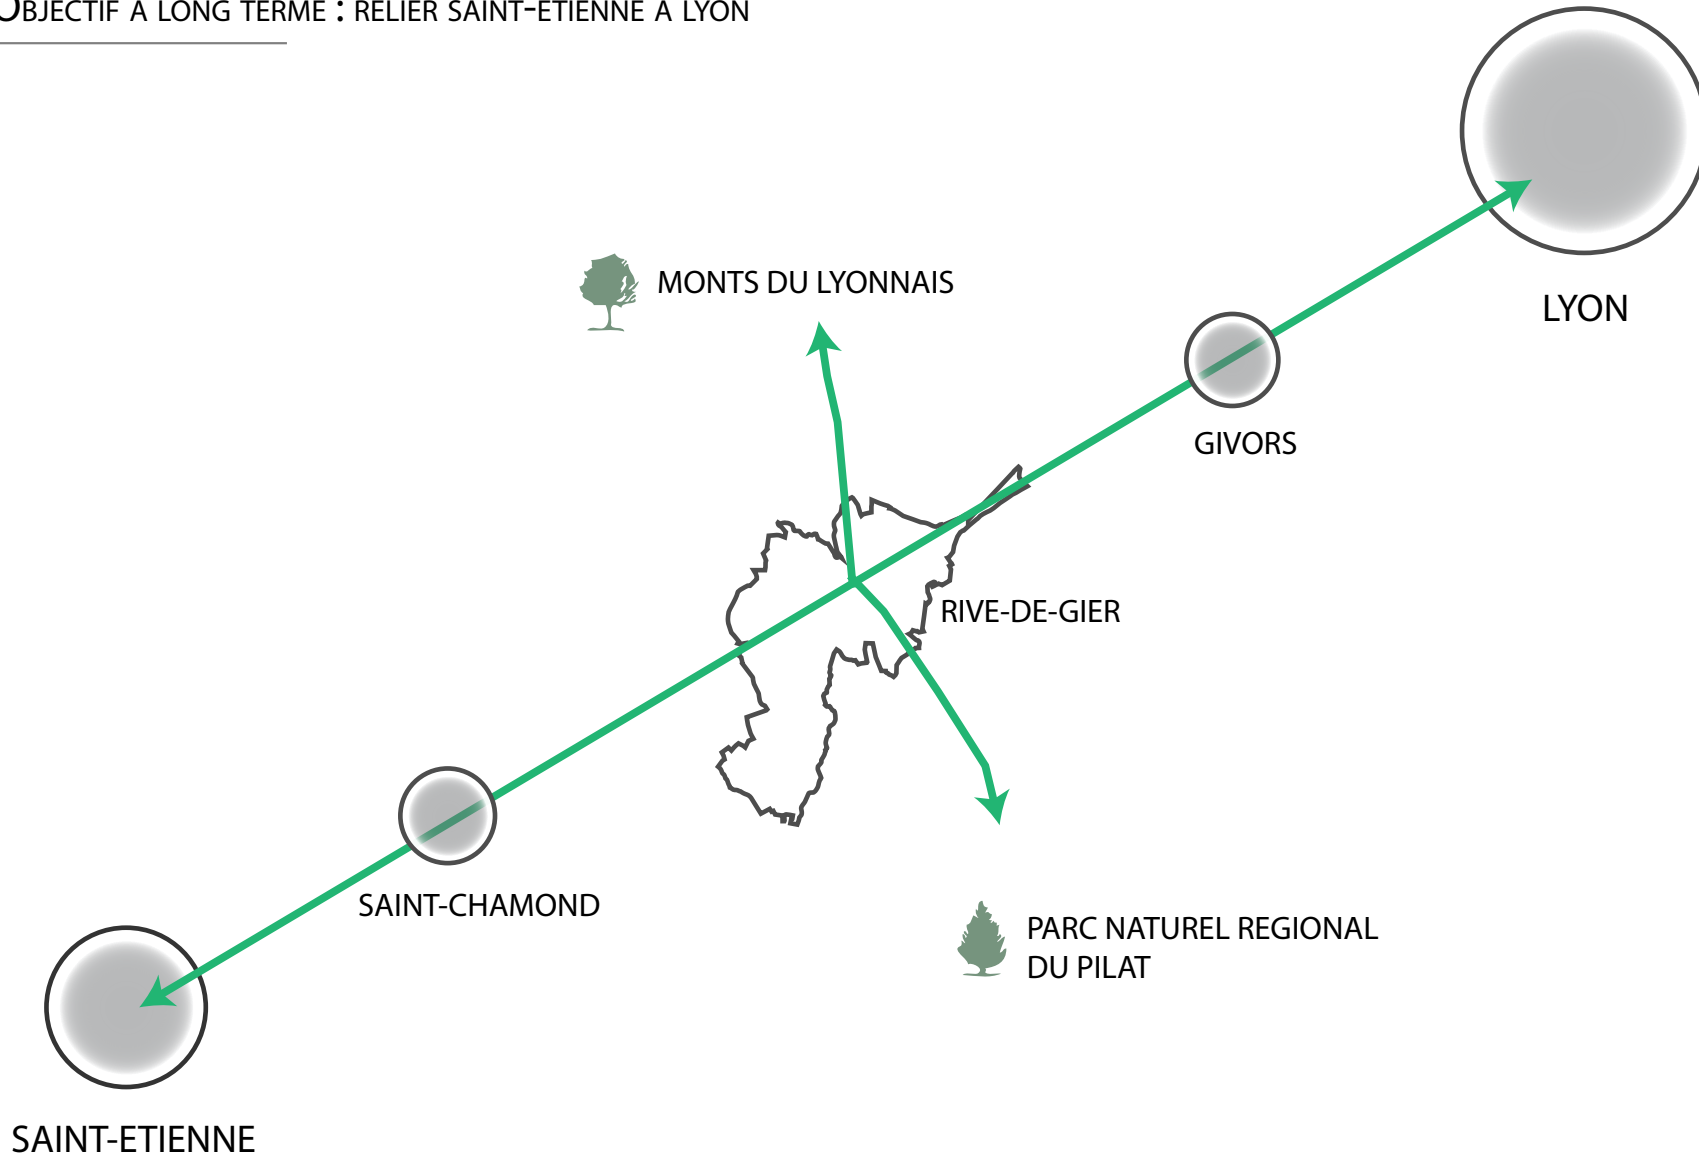 OBJECTIF A LONG TERME : RELIER SAINT-ETIENNE A LYON
MONTS DU LYONNAIS
LYON
GIVORS
RIVE-DE-GIER
SAINT-CHAMOND
PARC NATUREL REGIONAL
DU PILAT
SAINT-ETIENNE